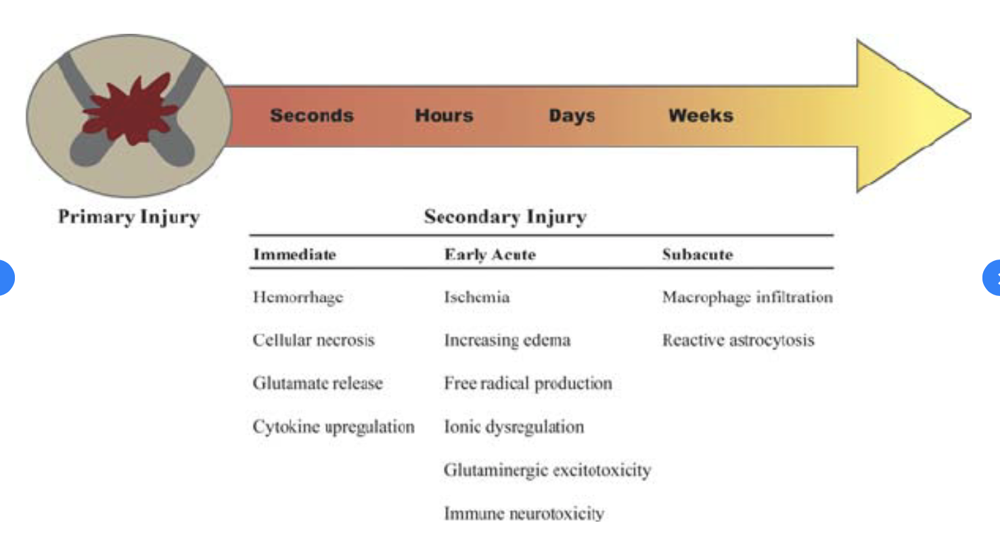 Seconds Hours Days Weeks
Primary Injury
Secondary Injury
Immediate Early Acute Subacute
Hemorrhage Ischemia Macrophage infiltration
Cellular necrosis Increasing edema Reactive astrocytosis
Glutamate release Free radical production
Cytokine upregulation Ionic dysregulation
Glutaminergic excitotoxicity
Immune neurotoxicity